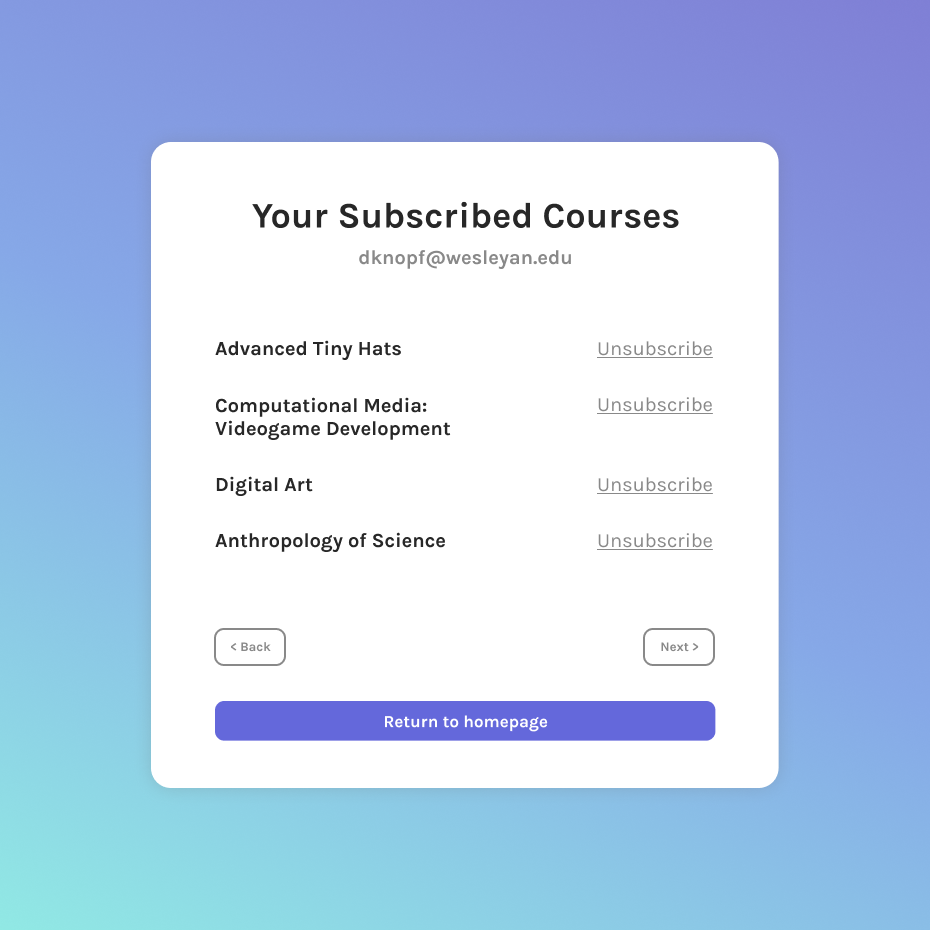 Your Subscribed Courses
dknopf@wesleyan.edu
Advanced Tiny Hats Unsubscribe
Computational Media: Unsubscribe
Videogame Development
Digital Art Unsubscribe
Anthropology of Science Unsubscribe
< Back Next >
Return to homepage